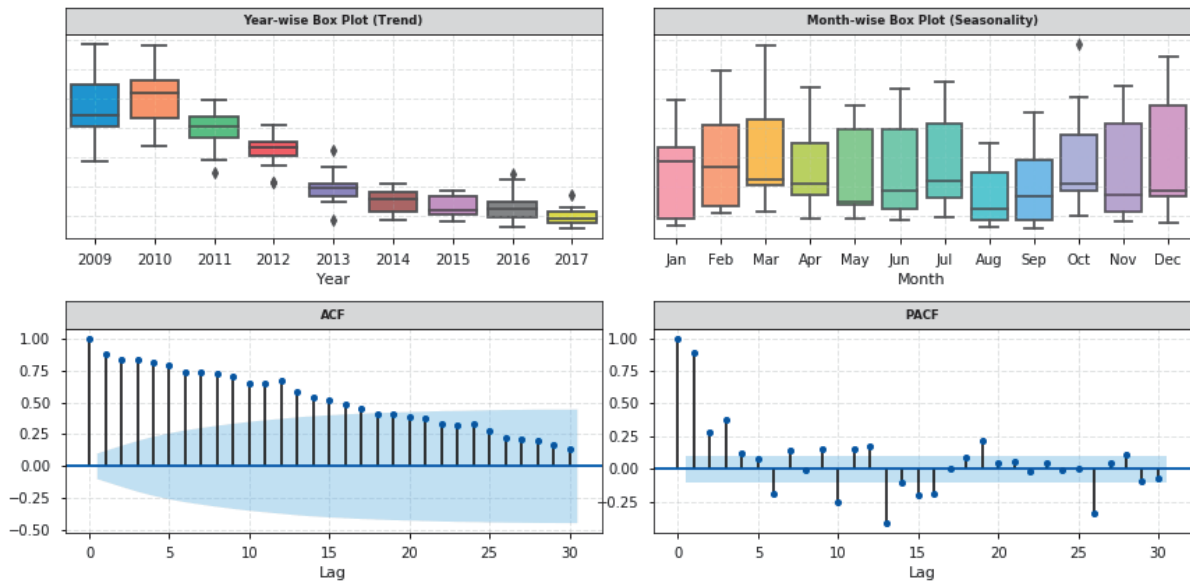 Year-wise Box Plot (Trend)
2009 2010 2011 2012 2013 2014 2015 2016 2017
Year
Month-wise Box Plot (Seasonality)
Jan Feb Mar Apr May Jun Jul Aug Sep Oct Nov Dec
Month
ACF
1.00
0.75
0.50
0.25
0.00
−0.25
−0.50
0 5 10 15 20 25 30
Lag
PACF
1.00
0.75
0.50
0.25
0.00
−0.25
0 5 10 15 20 25 30
Lag